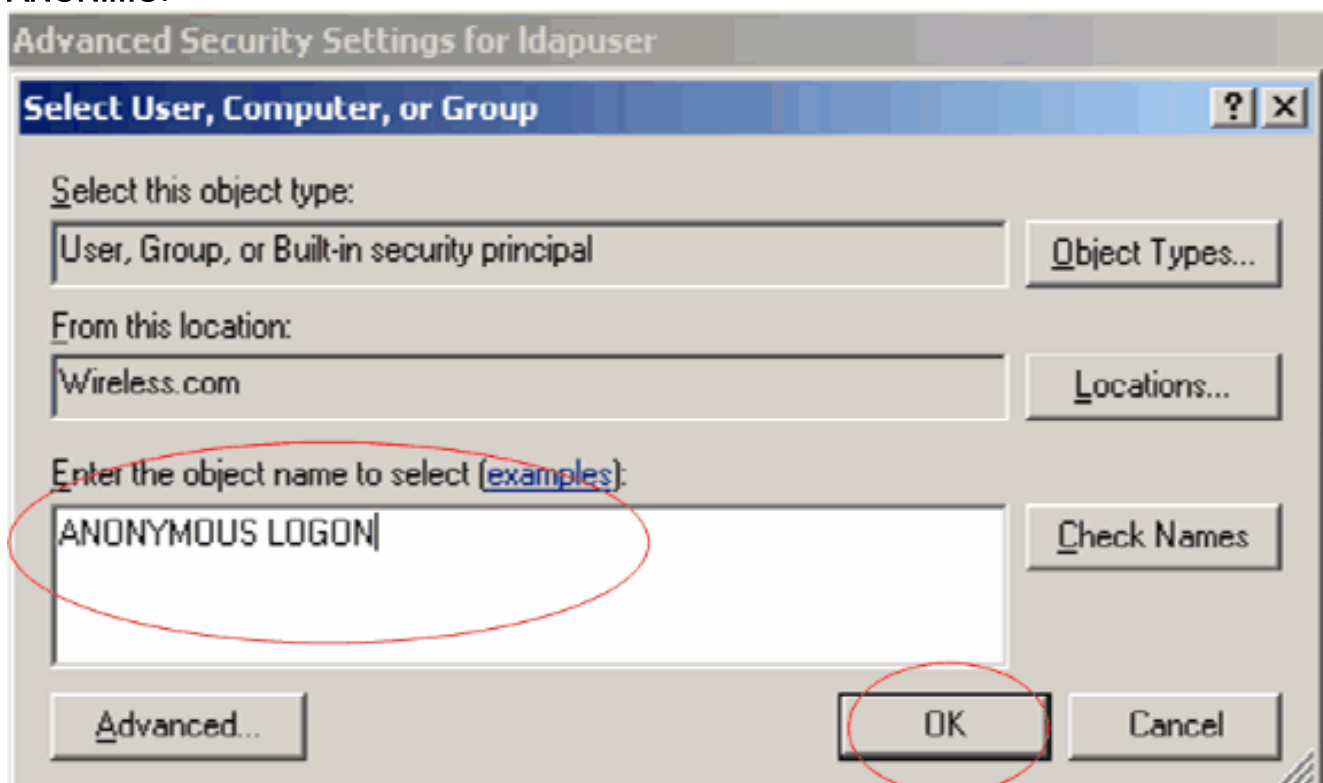 Advanced Security Settings for ldapuser
Select User, Computer, or Group
Select this object type:
User, Group, or Built-in security principal
Object Types...
From this location:
Wireless.com
Locations...
Enter the object name to select (examples):
ANONYMOUS LOGON
Check Names
Advanced...
OK
Cancel